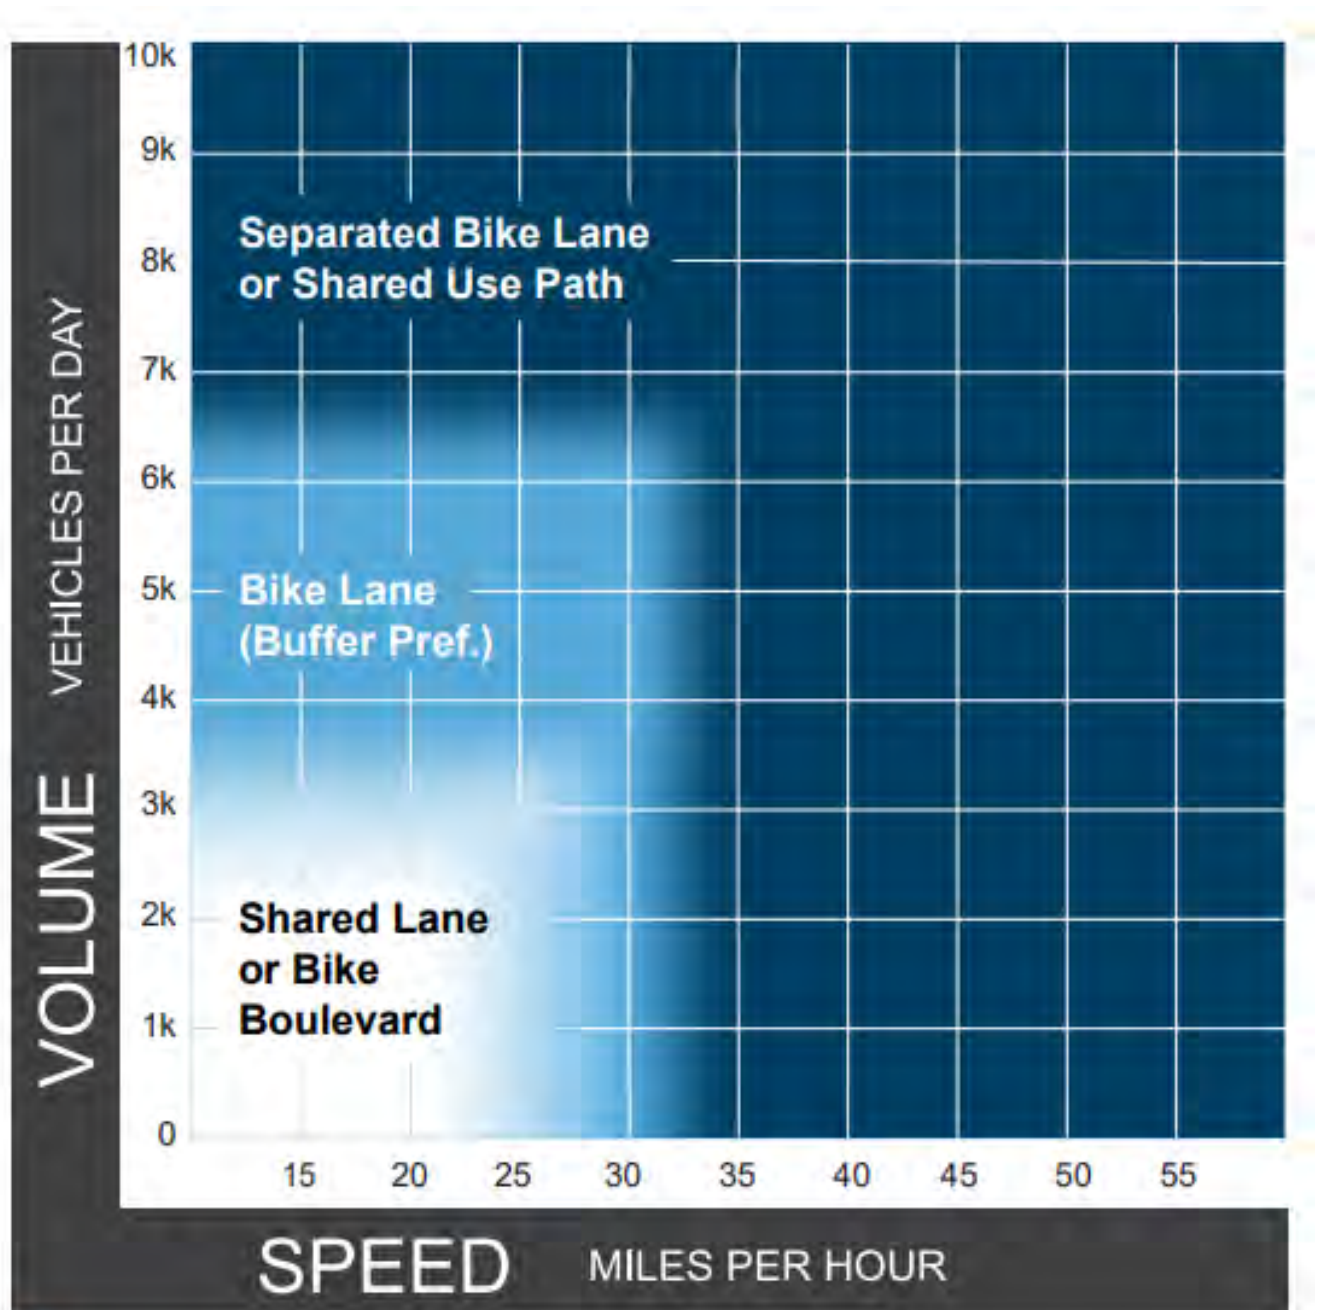 10k
9k
8k
7k
6k
5k
4k
3k
2k
1k
0
VOLUME VEHICLES PER DAY
Separated Bike Lane
or Shared Use Path
Bike Lane
(Buffer Pref.)
Shared Lane
or Bike
Boulevard
15 20 25 30 35 40 45 50 55
SPEED MILES PER HOUR